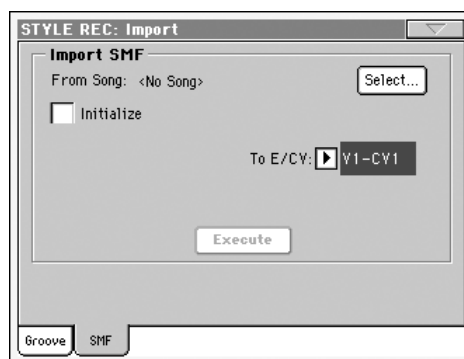 STYLE REC: Import
Import SMF
From Song: <No Song> Select...
Initialize
To E/CV: V1-CV1
Execute
Groove SMF